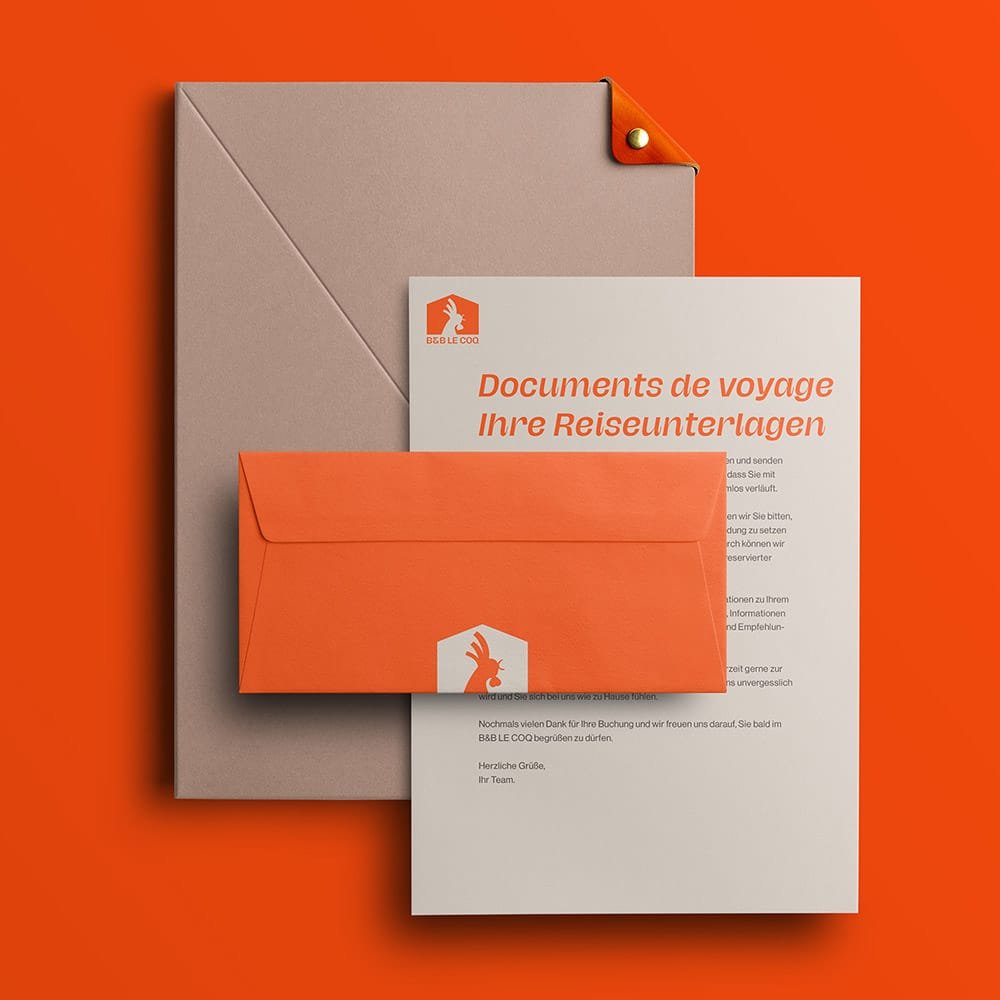 B&B LE COQ
Documents de voyage
Ihre Reiseunterlagen
und senden
dass Sie mit
verläuft.
wir Sie bitten,
zu setzen
können wir
reservierter
zu Ihrem
Informationen
Empfehlun-
gerne zur
unvergesslich
wird und Sie sich bei uns wie zu Hause fühlen.
Nochmals vielen Dank für Ihre Buchung und wir freuen uns darauf, Sie bald im
B&B LE COQ begrüßen zu dürfen.
Herzliche Grüße,
Ihr Team.